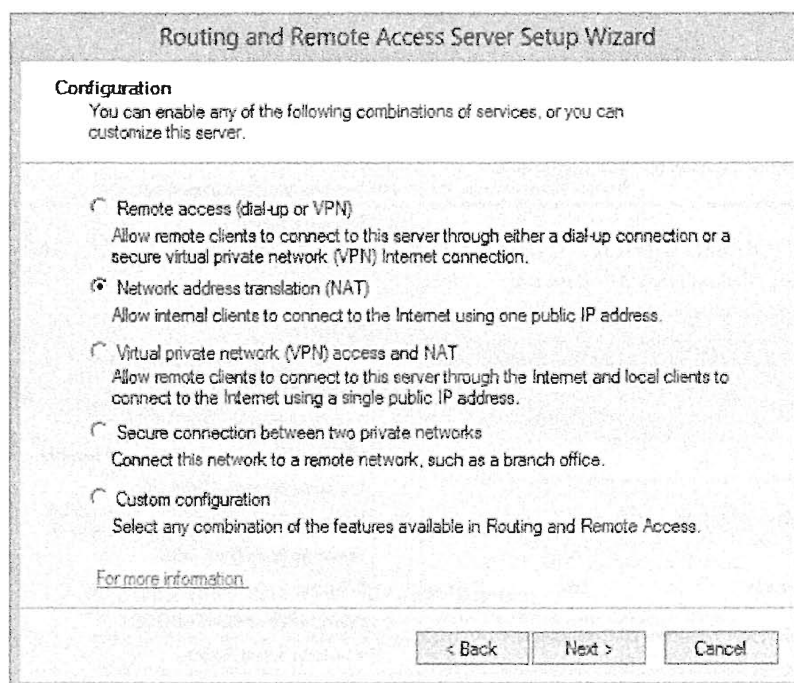 Routing and Remote Access Server Setup Wizard
Configuration
You can enable any of the following combinations of services, or you can
customize this server.
Remote access (dial-up or VPN)
Allow remote clients to connect to this server through either a dial-up connection or a
secure virtual private network (VPN) Internet connection.
Network address translation (NAT)
Allow internal clients to connect to the Internet using one public IP address.
Virtual private network (VPN) access and NAT
Allow remote clients to connect to this server through the Internet and local clients to
connect to the Internet using a single public IP address.
Secure connection between two private networks
Connect this network to a remote network, such as a branch office.
Custom configuration
Select any combination of the features available in Routing and Remote Access.
For more information
< Back Next > Cancel